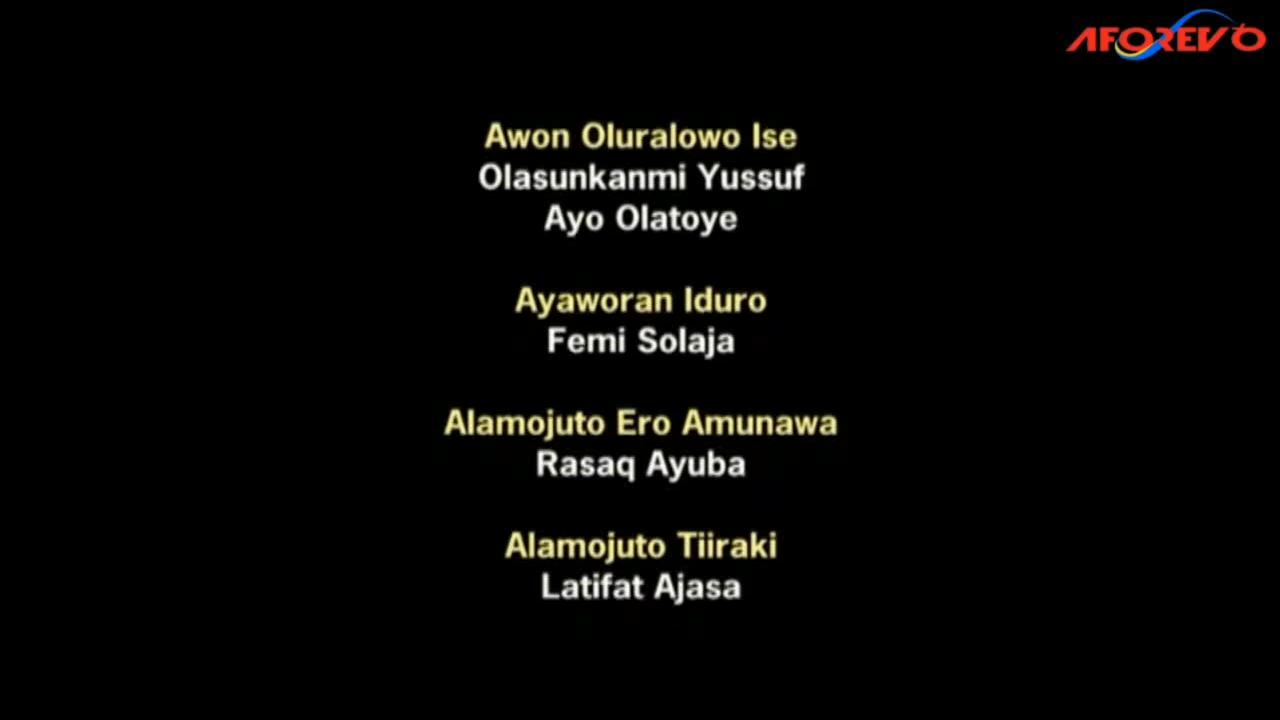 AFOREVO
Awon Oluralowo Ise
Olasunkanmi Yussuf
Ayo Olatoye
Ayaworan Iduro
Femi Solaja
Alamojuto Ero Amunawa
Rasaq Ayuba
Alamojuto Tiiraki
Latifat Ajasa